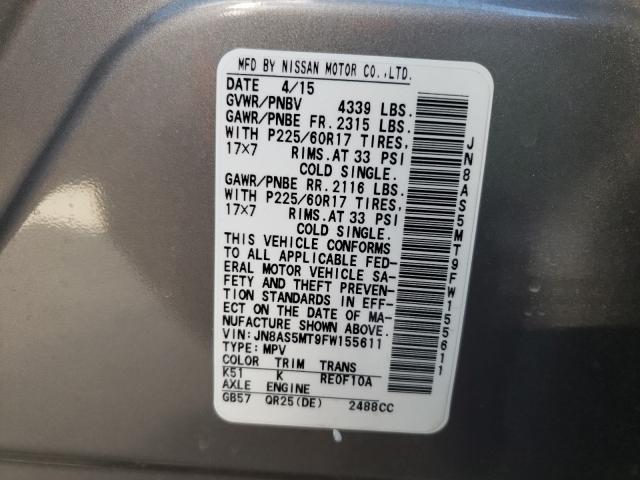 MFD BY NISSAN MOTOR CO.,LTD.
DATE 4/15
GVWR/PNBV 4339 LBS.
GAWR/PNBE FR. 2315 LBS.
WITH P225/60R17 TIRES,
17×7 RIMS. AT 33 PSI
COLD SINGLE.
GAWR/PNBE RR. 2116 LBS.
WITH P225/60R17 TIRES,
17×7 RIMS. AT 33 PSI
COLD SINGLE.
THIS VEHICLE CONFORMS
TO ALL APPLICABLE FED-
ERAL MOTOR VEHICLE SA-
FETY AND THEFT PREVEN-
TION STANDARDS IN EFF-
ECT ON THE DATE OF MA-
NUFACTURE SHOWN ABOVE.
VIN: JN8AS5MT9FW155611
TYPE: MPV
COLOR TRIM TRANS
K51 K RE0F10A
AXLE ENGINE
GB57 QR25(DE) 2488CC
JN8AS5MT9FW155611